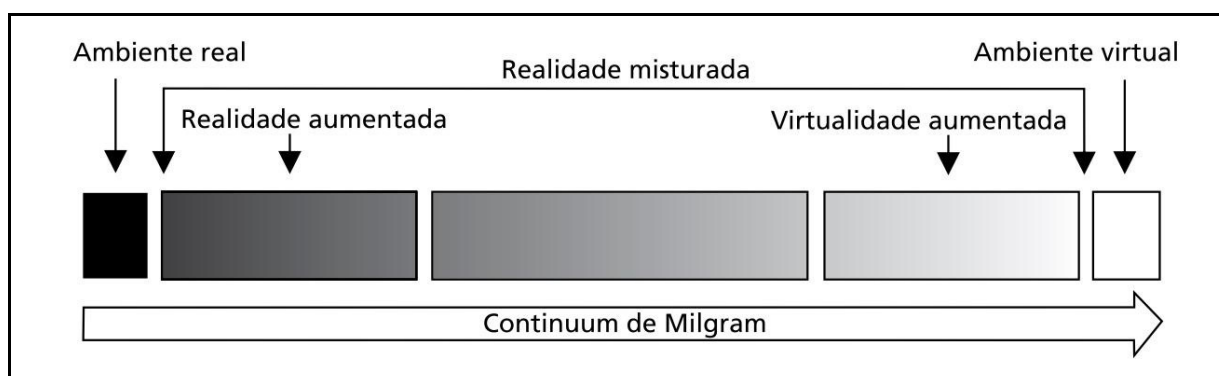 Ambiente real
Ambiente virtual
Realidade misturada
Realidade aumentada
Virtualidade aumentada
Continuum de Milgram